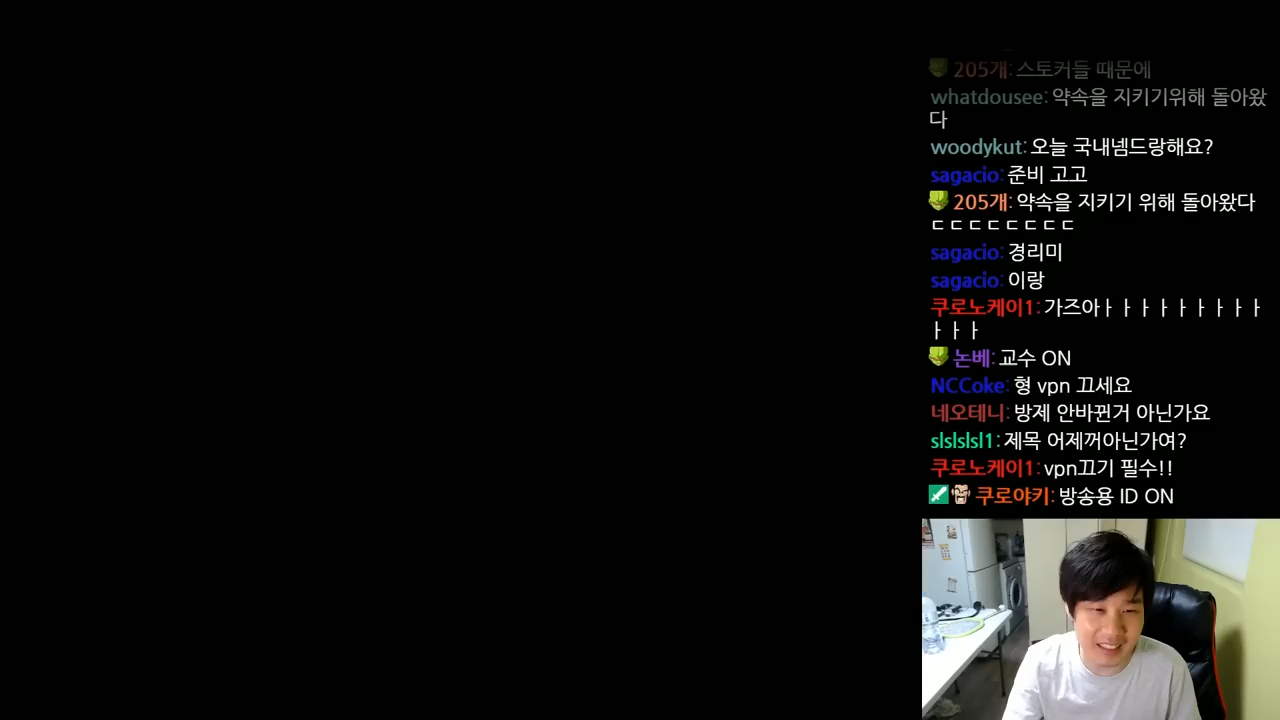 205개: 스토커들 때문에
whatdousee: 약속을 지키기위해 돌아왔
다
woodykut: 오늘 국내넴드랑해요?
sagacio: 준비 고고
205개: 약속을 지키기 위해 돌아왔다
ㄷㄷㄷㄷㄷㄷㄷㄷ
sagacio: 경리미
sagacio: 이랑
쿠로노케이1: 가즈아ㅏㅏㅏㅏㅏㅏㅏㅏㅏ
ㅏㅏㅏ
논베: 교수 ON
NCCoke: 형 vpn 끄세요
네오테니: 방제 안바뀐거 아닌가요
slslslsl1: 제목 어제꺼아닌가여?
쿠로노케이1: vpn끄기 필수!!
쿠로야키: 방송용 ID ON